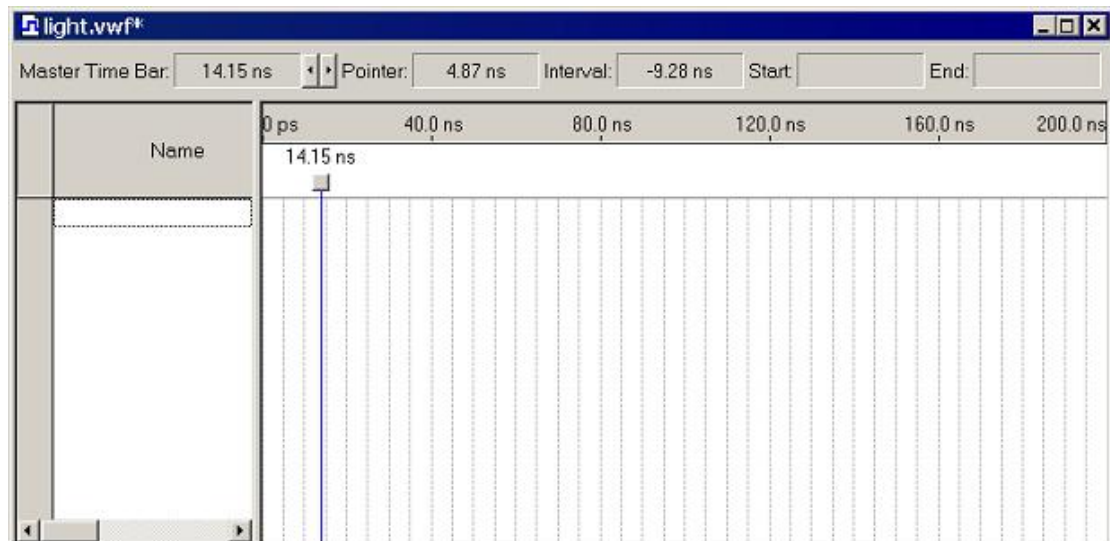 light.vwf*
Master Time Bar: 14.15 ns Pointer: 4.87 ns Interval: -9.28 ns Start: End:
Name
0 ps 40.0 ns 80.0 ns 120.0 ns 160.0 ns 200.0 ns
14.15 ns